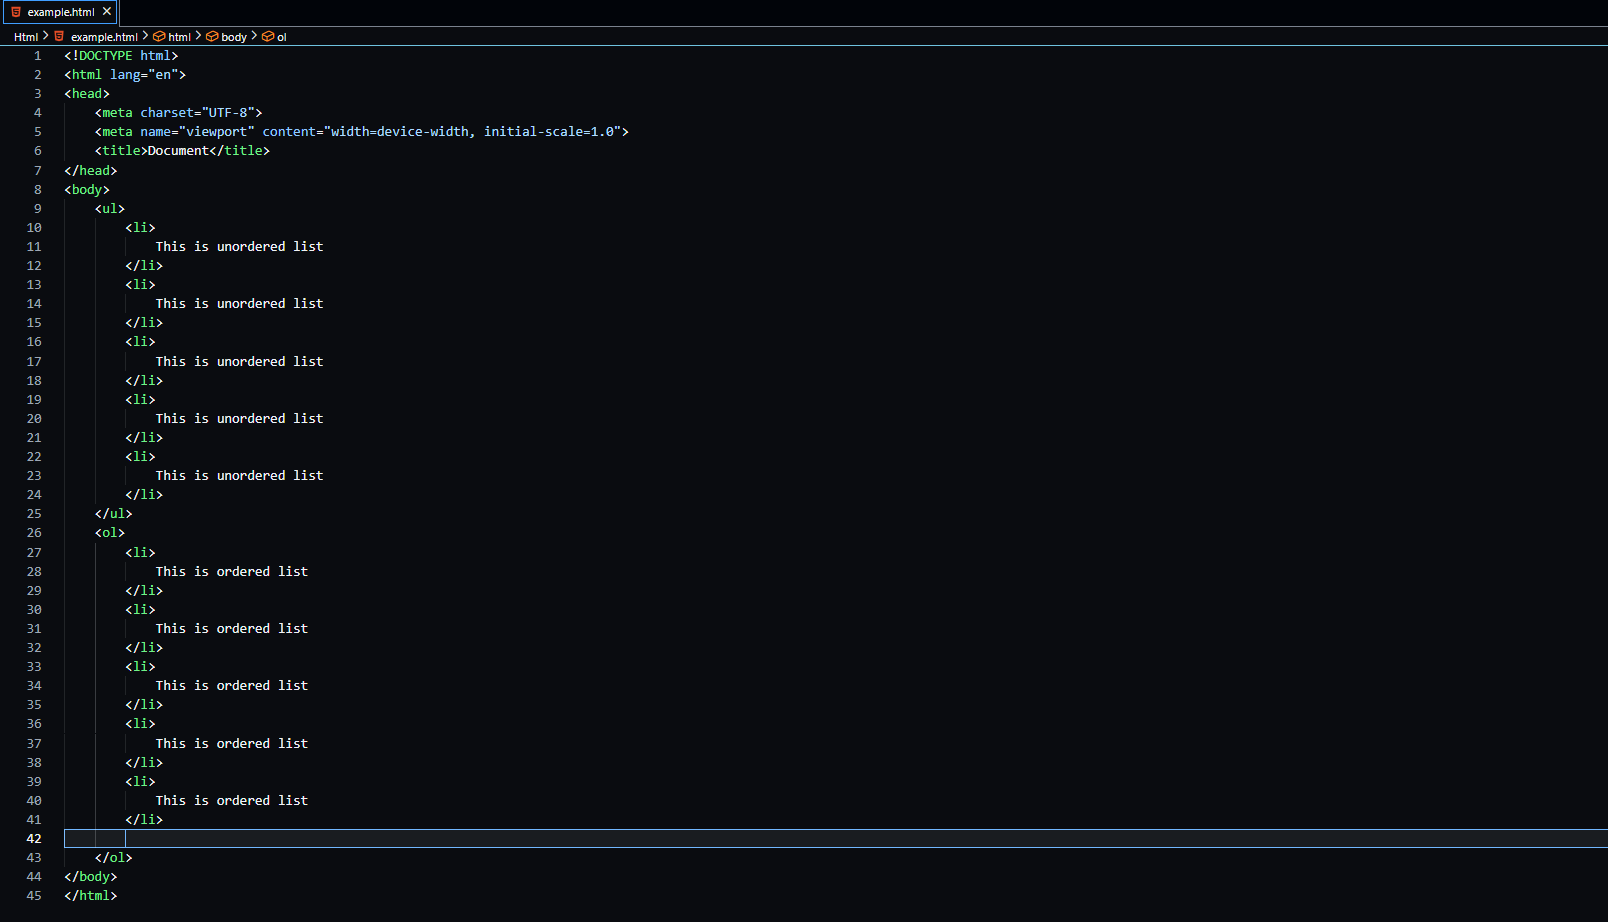 example.html
Html > example.html > html > body > ol
1 <!DOCTYPE html>
2 <html lang="en">
3 <head>
4     <meta charset="UTF-8">
5     <meta name="viewport" content="width=device-width, initial-scale=1.0">
6     <title>Document</title>
7 </head>
8 <body>
9     <ul>
10         <li>
11             This is unordered list
12         </li>
13         <li>
14             This is unordered list
15         </li>
16         <li>
17             This is unordered list
18         </li>
19         <li>
20             This is unordered list
21         </li>
22         <li>
23             This is unordered list
24         </li>
25     </ul>
26     <ol>
27         <li>
28             This is ordered list
29         </li>
30         <li>
31             This is ordered list
32         </li>
33         <li>
34             This is ordered list
35         </li>
36         <li>
37             This is ordered list
38         </li>
39         <li>
40             This is ordered list
41         </li>
42
43     </ol>
44 </body>
45 </html>